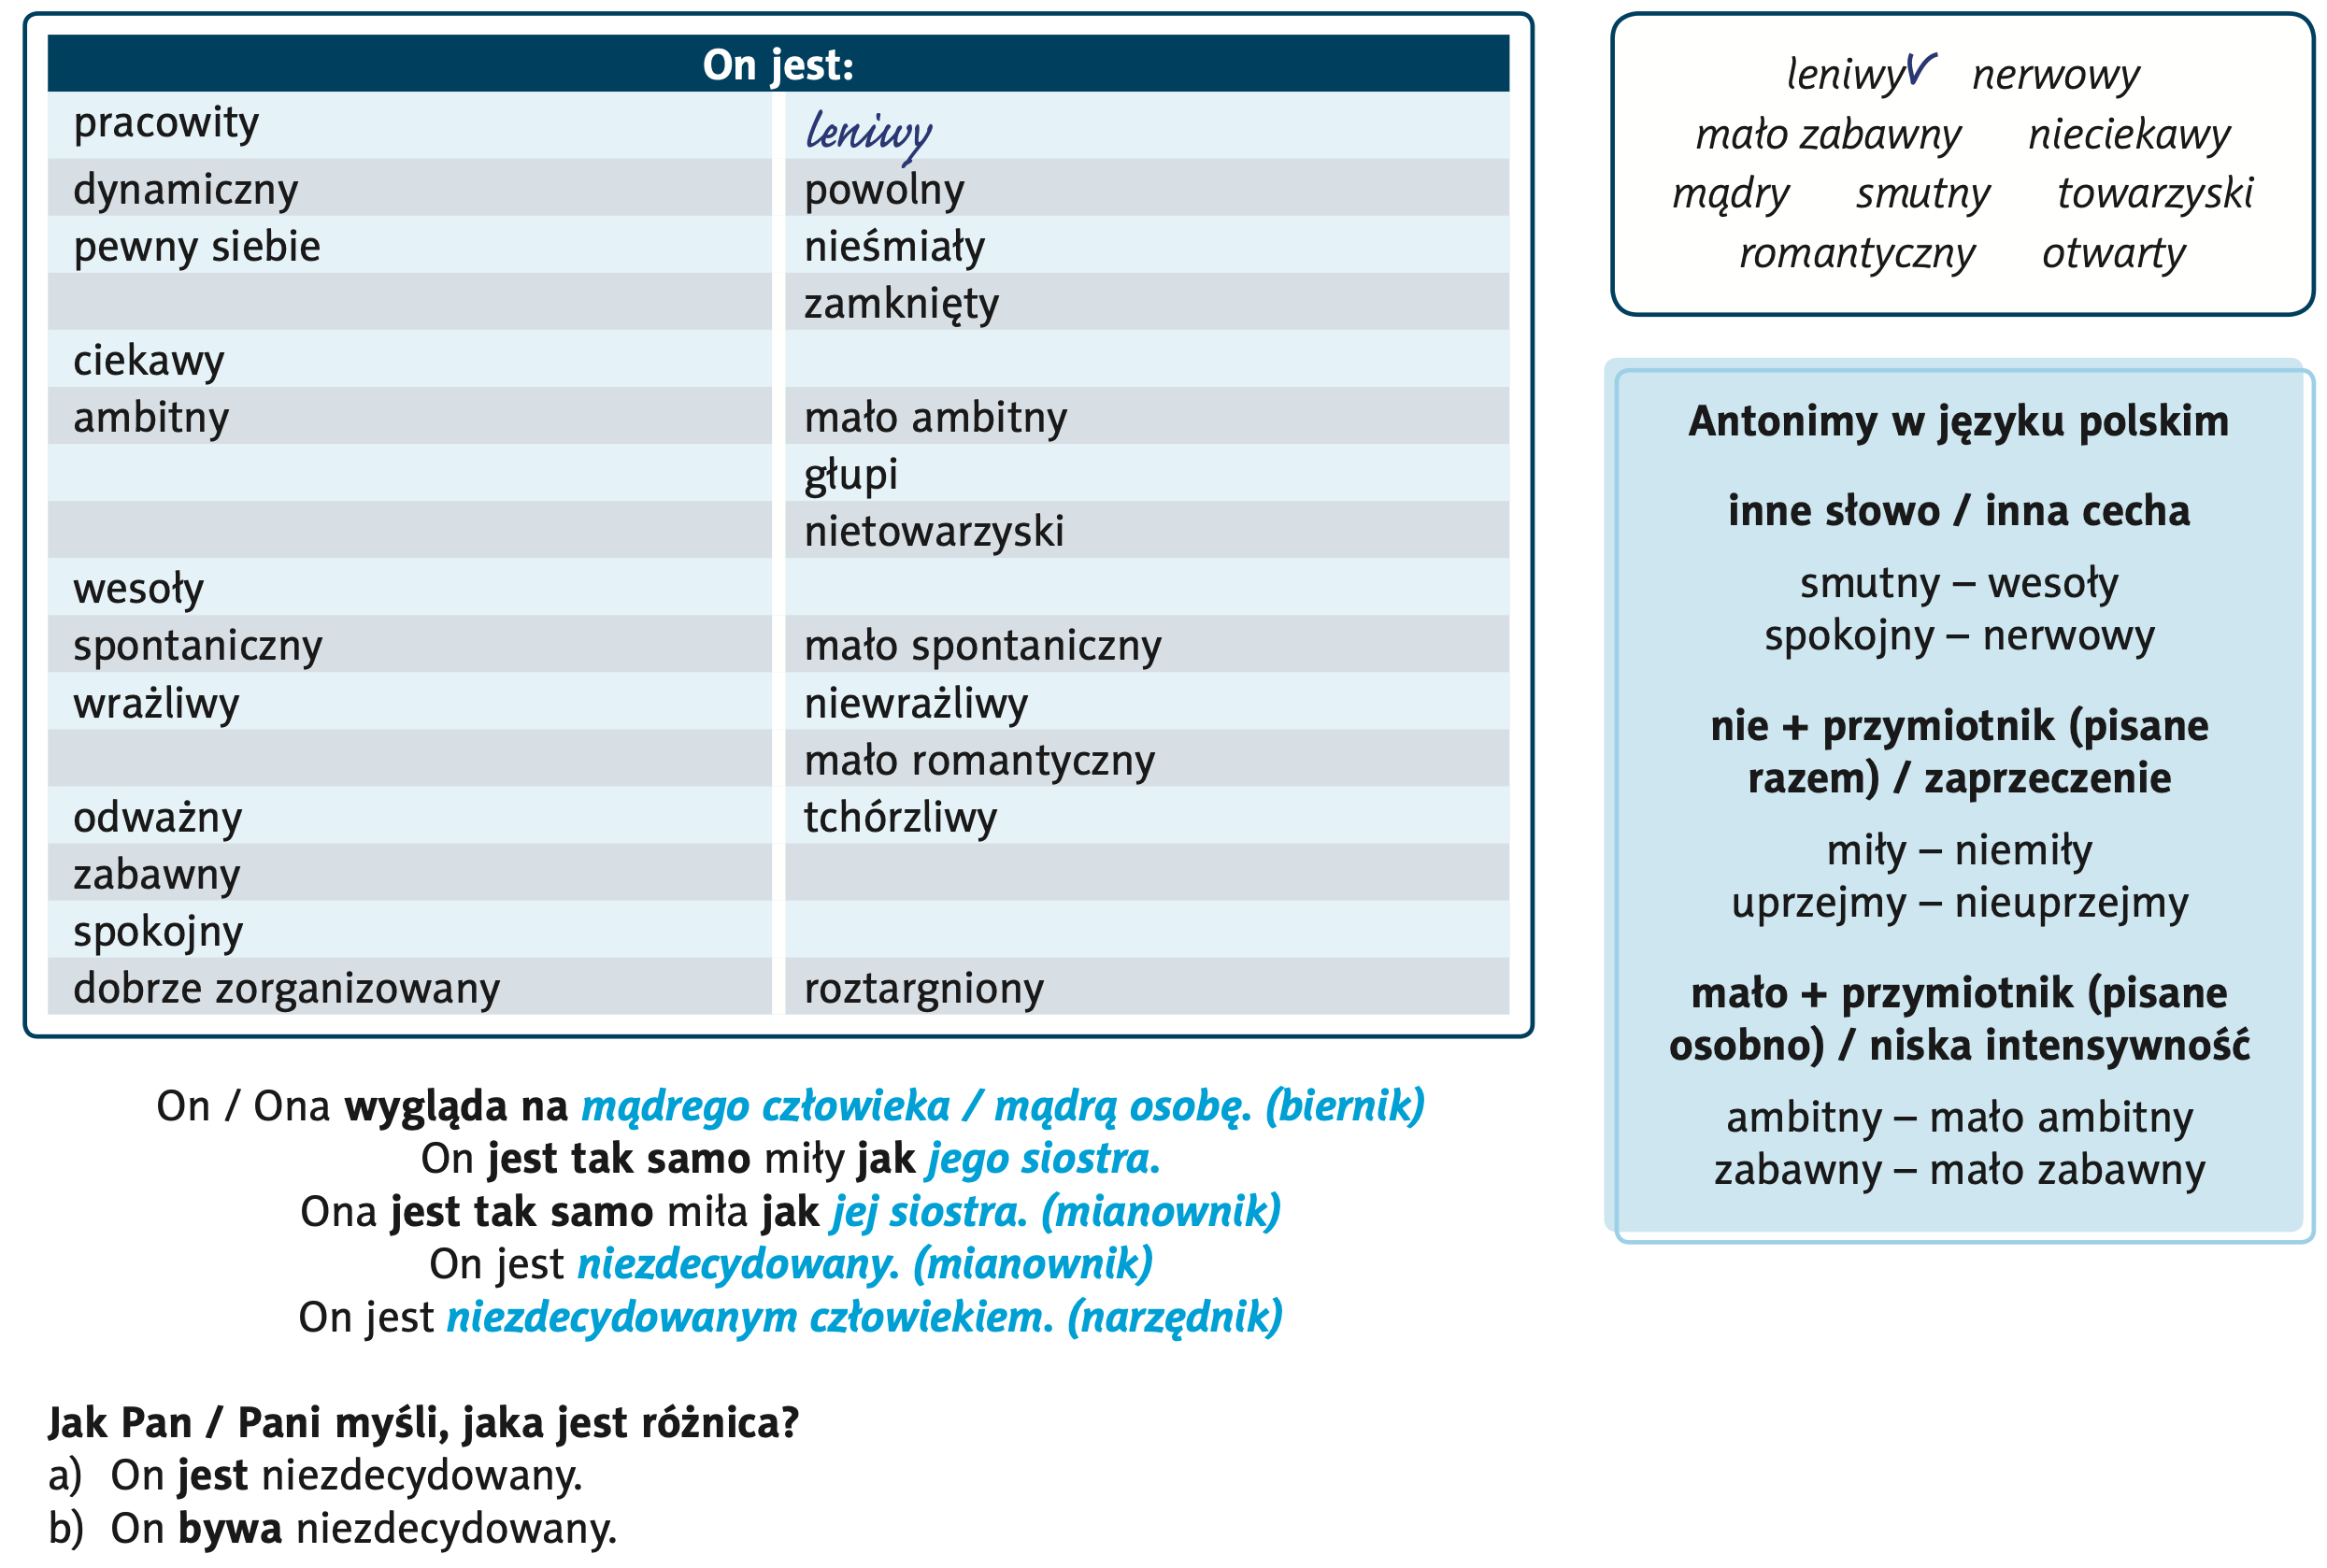 On jest:
pracowity leniwy
dynamiczny powolny
pewny siebie nieśmiały
zamknięty
ciekawy
ambitny mało ambitny
głupi
nietowarzyski
wesoły
spontaniczny mało spontaniczny
wrażliwy niewrażliwy
mało romantyczny
odważny tchórzliwy
zabawny
spokojny
dobrze zorganizowany roztargniony
On / Ona wygląda na mądrego człowieka / mądrą osobę. (biernik)
On jest tak samo miły jak jego siostra.
Ona jest tak samo miła jak jej siostra. (mianownik)
On jest niezdecydowany. (mianownik)
On jest niezdecydowanym człowiekiem. (narzędnik)
Jak Pan / Pani myśli, jaka jest różnica?
a) On jest niezdecydowany.
b) On bywa niezdecydowany.
leniwy nerwowy
mało zabawny nieciekawy
mądry smutny towarzyski
romantyczny otwarty
Antonimy w języku polskim
inne słowo / inna cecha
smutny – wesoły
spokojny – nerwowy
nie + przymiotnik (pisane
razem) / zaprzeczenie
miły – niemiły
uprzejmy – nieuprzejmy
mało + przymiotnik (pisane
osobno) / niska intensywność
ambitny – mało ambitny
zabawny – mało zabawny